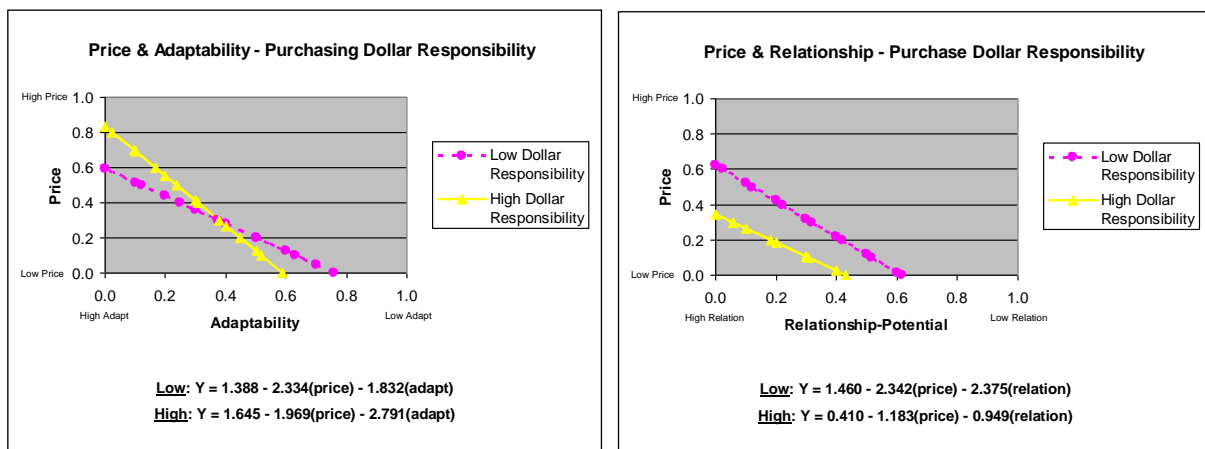 Price & Adaptability - Purchasing Dollar Responsibility
High Price
1.0
0.8
0.6
0.4
0.2
0.0
Low Price
Price
0.0 0.2 0.4 0.6 0.8 1.0
High Adapt
Low Adapt
Adaptability
Low Dollar
Responsibility
High Dollar
Responsibility
Low: Y = 1.388 - 2.334(price) - 1.832(adapt)
High: Y = 1.645 - 1.969(price) - 2.791(adapt)
Price & Relationship - Purchase Dollar Responsibility
High Price
1.0
0.8
0.6
0.4
0.2
0.0
Low Price
Price
0.0 0.2 0.4 0.6 0.8 1.0
High Relation
Low Relation
Relationship-Potential
Low Dollar
Responsibility
High Dollar
Responsibility
Low: Y = 1.460 - 2.342(price) - 2.375(relation)
High: Y = 0.410 - 1.183(price) - 0.949(relation)